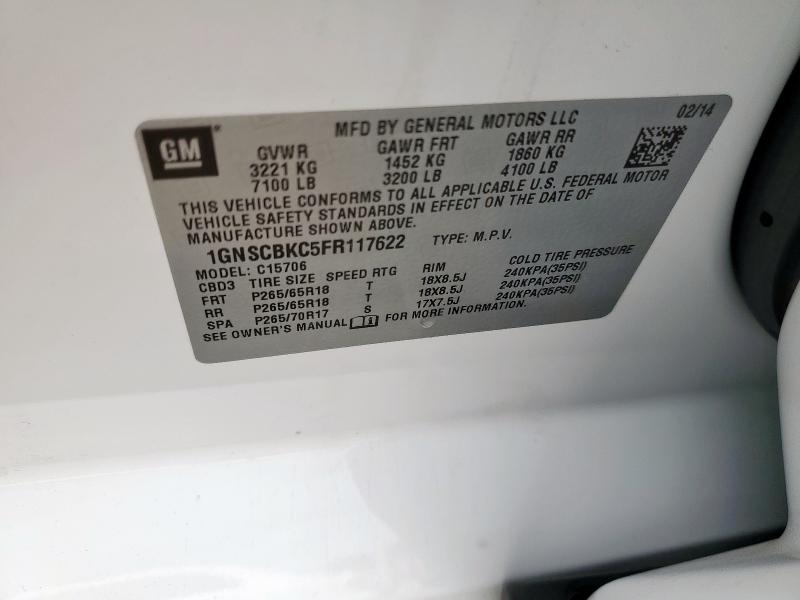 GM
MFD BY GENERAL MOTORS LLC
02/14
GVWR GAWR FRT GAWR RR
3221 KG 1452 KG 1860 KG
7100 LB 3200 LB 4100 LB
THIS VEHICLE CONFORMS TO ALL APPLICABLE U.S. FEDERAL MOTOR
VEHICLE SAFETY STANDARDS IN EFFECT ON THE DATE OF
MANUFACTURE SHOWN ABOVE.
1GNSCBKC5FR117622 TYPE: M.P.V.
MODEL: C15706
CBD3 TIRE SIZE SPEED RTG RIM COLD TIRE PRESSURE
FRT P265/65R18 T 18X8.5J 240KPA(35PSI)
RR P265/65R18 T 18X8.5J 240KPA(35PSI)
SPA P265/70R17 S 17X7.5J 240KPA(35PSI)
SEE OWNER'S MANUAL FOR MORE INFORMATION.